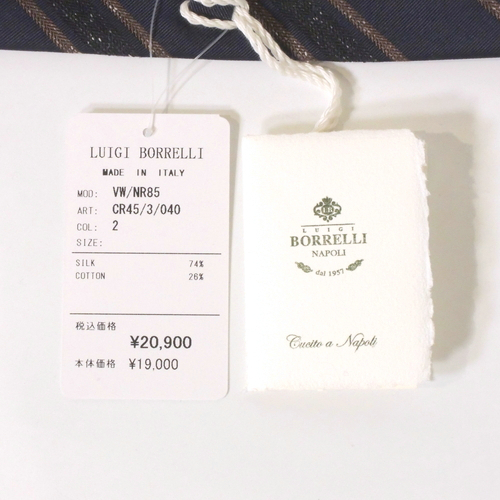 LUIGI BORRELLI
MADE IN ITALY
MOD: VW/NR85
ART: CR45/3/040
COL: 2
SIZE:
SILK 74%
COTTON 26%
税込価格
¥20,900
本体価格 ¥19,000
LB
LUIGI
BORRELLI
NAPOLI
dal 1957
Cucito a Napoli